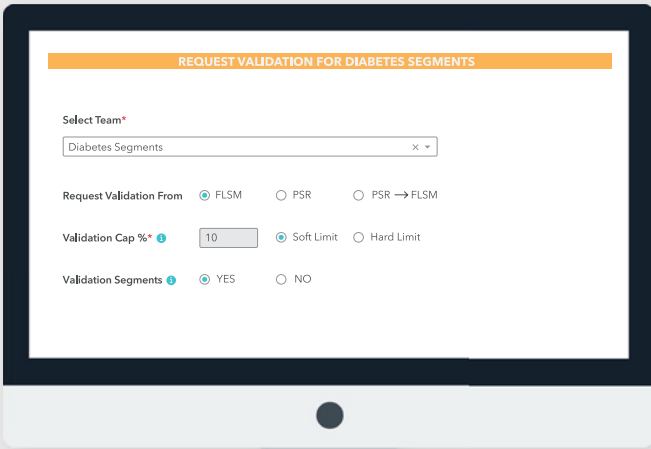 REQUEST VALIDATION FOR DIABETES SEGMENTS
Select Team*
Diabetes Segments
Request Validation From FLSM PSR PSR → FLSM
Validation Cap %* i 10 Soft Limit Hard Limit
Validation Segments i YES NO